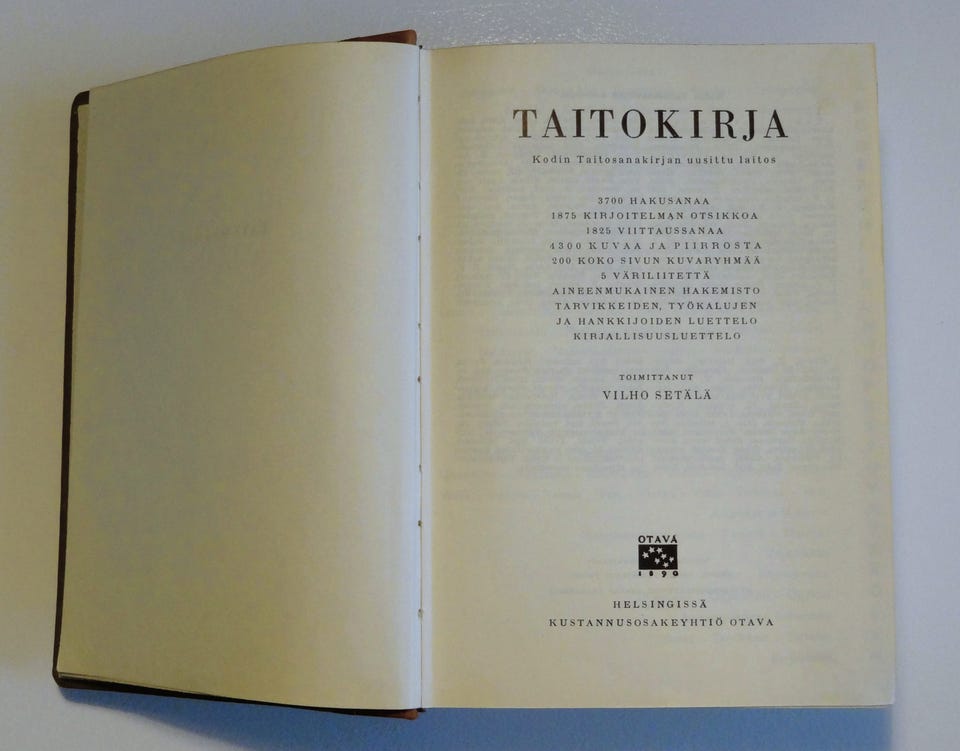 TAITOKIRJA
Kodin Taitosanakirjan uusittu laitos
3700 HAKUSANAA
1875 KIRJOITELMAN OTSIKKOA
1825 VIITTAUSSANAA
4300 KUVAA JA PIIRROSTA
200 KOKO SIVUN KUVARYHMÄÄ
5 VÄRILIITETTÄ
AINEENMUKAINEN HAKEMISTO
TARVIKKEIDEN, TYÖKALUJEN
JA HANKKIJOIDEN LUETTELO
KIRJALLISUUSLUETTELO
TOIMITTANUT
VILHO SETÄLÄ
OTAVA
1890
HELSINGISSÄ
KUSTANNUSOSAKEYHTIÖ OTAVA